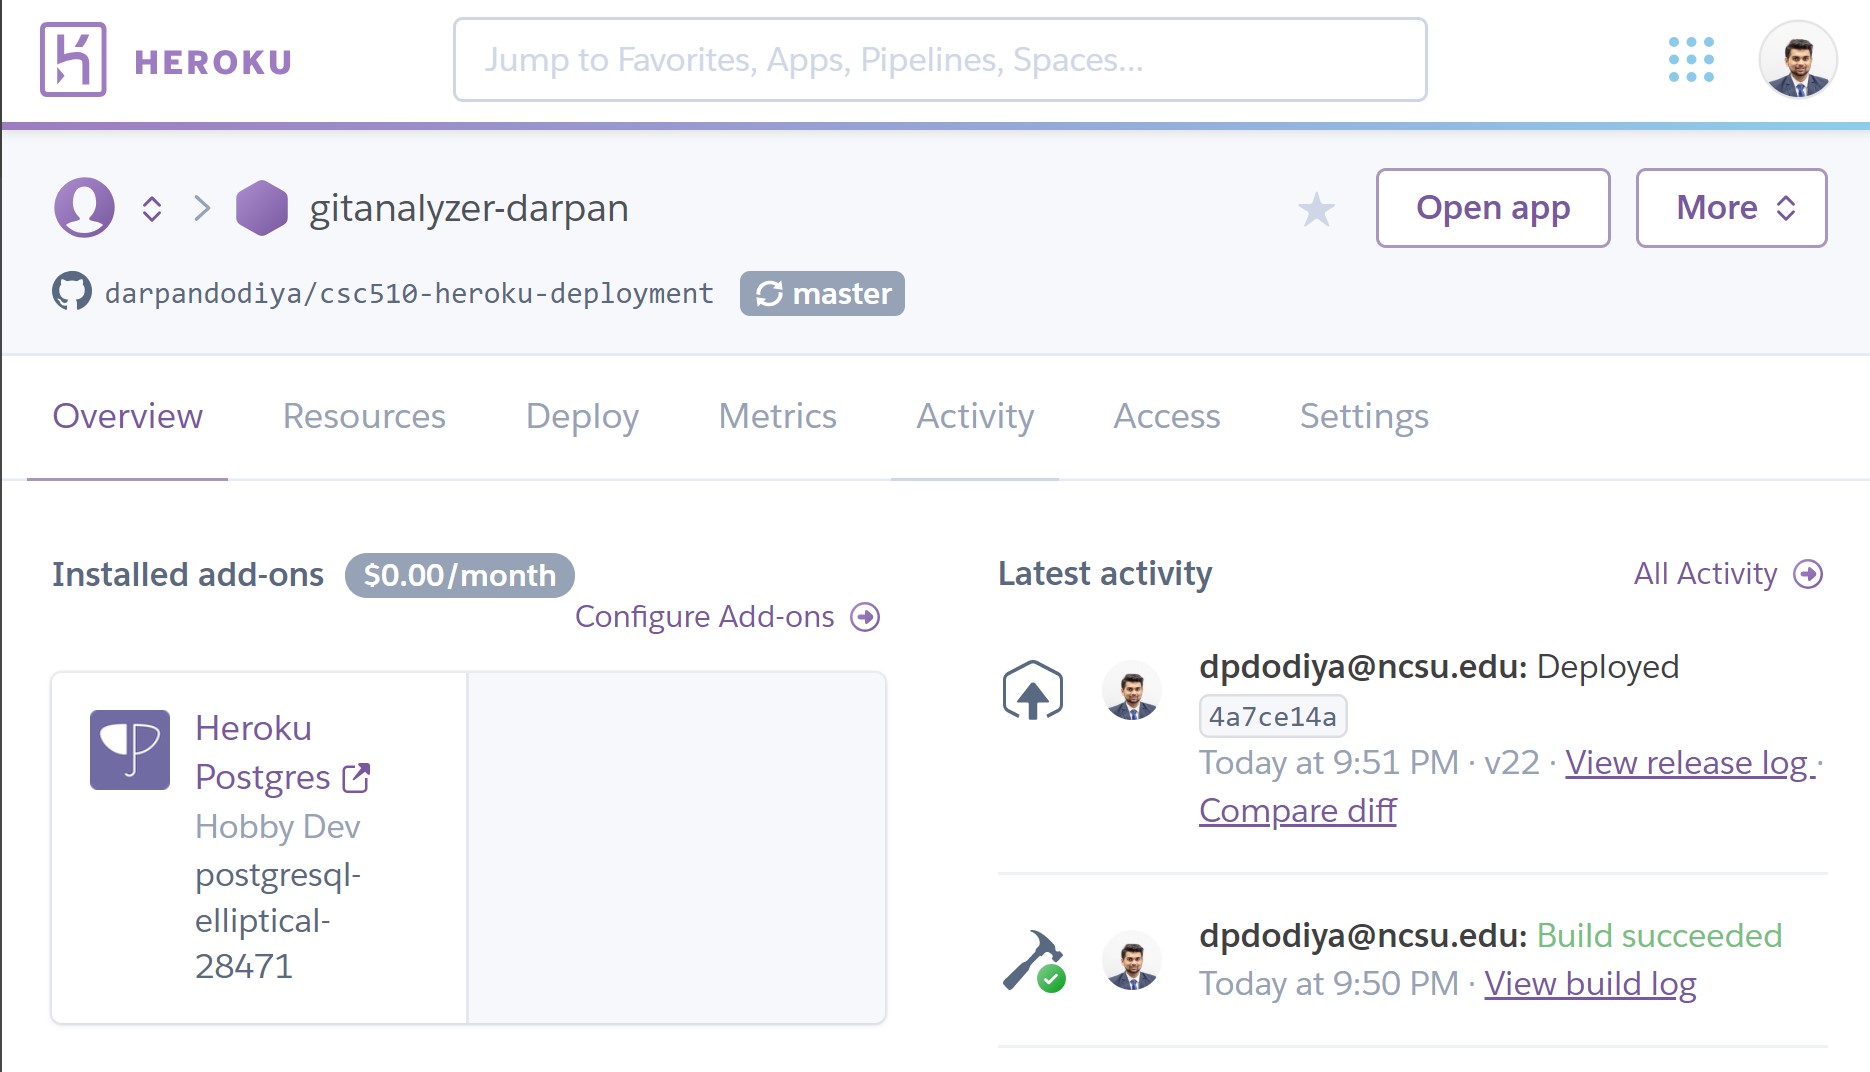 HEROKU
Jump to Favorites, Apps, Pipelines, Spaces...
gitanalyzer-darpan
Open app
More
darpandodiya/csc510-heroku-deployment
master
Overview
Resources
Deploy
Metrics
Activity
Access
Settings
Installed add-ons
$0.00/month
Configure Add-ons
Heroku
Postgres
Hobby Dev
postgresql-
elliptical-
28471
Latest activity
All Activity
dpdodiya@ncsu.edu: Deployed
4a7ce14a
Today at 9:51 PM · v22 · View release log ·
Compare diff
dpdodiya@ncsu.edu: Build succeeded
Today at 9:50 PM · View build log